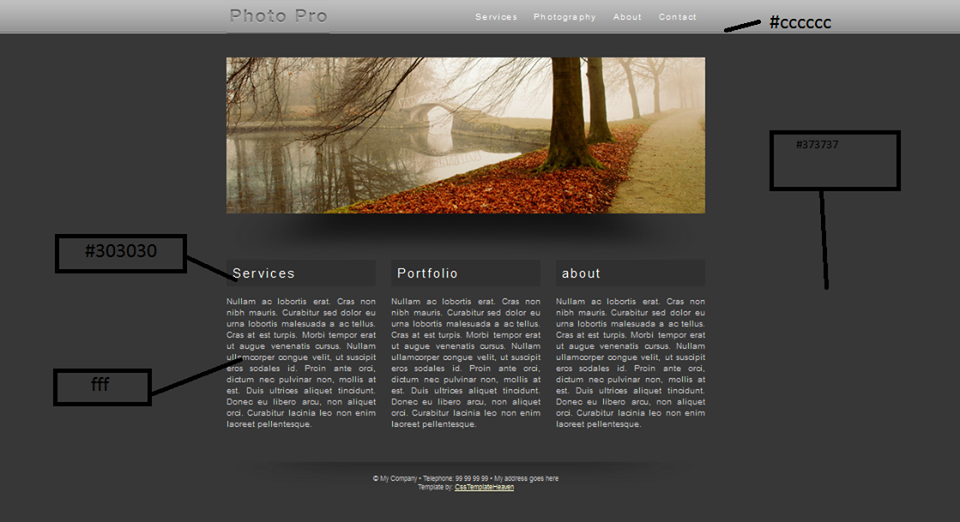 Photo Pro
Services Photography About Contact
#cccccc
#373737
#303030
Services
Nullam ac lobortis erat. Cras non
nibh mauris. Curabitur sed dolor eu
urna lobortis malesuada a ac tellus.
Cras at est turpis. Morbi tempor erat
ut augue venenatis cursus. Nullam
ullamcorper congue velit, ut suscipit
eros sodales id. Proin ante orci,
dictum nec pulvinar non, mollis at
est. Duis ultrices aliquet tincidunt.
Donec eu libero arcu, non aliquet
orci. Curabitur lacinia leo non enim
laoreet pellentesque.
Portfolio
Nullam ac lobortis erat. Cras non
nibh mauris. Curabitur sed dolor eu
urna lobortis malesuada a ac tellus.
Cras at est turpis. Morbi tempor erat
ut augue venenatis cursus. Nullam
ullamcorper congue velit, ut suscipit
eros sodales id. Proin ante orci,
dictum nec pulvinar non, mollis at
est. Duis ultrices aliquet tincidunt.
Donec eu libero arcu, non aliquet
orci. Curabitur lacinia leo non enim
laoreet pellentesque.
about
Nullam ac lobortis erat. Cras non
nibh mauris. Curabitur sed dolor eu
urna lobortis malesuada a ac tellus.
Cras at est turpis. Morbi tempor erat
ut augue venenatis cursus. Nullam
ullamcorper congue velit, ut suscipit
eros sodales id. Proin ante orci,
dictum nec pulvinar non, mollis at
est. Duis ultrices aliquet tincidunt.
Donec eu libero arcu, non aliquet
orci. Curabitur lacinia leo non enim
laoreet pellentesque.
fff
© My Company • Telephone: 99 99 99 99 • My address goes here
Template by: CssTemplateHeaven